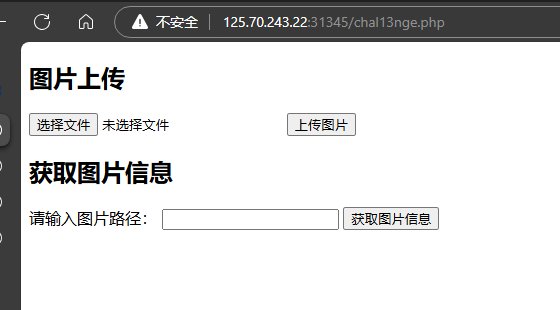 不安全 125.70.243.22:31345/chal13nge.php
图片上传
选择文件 未选择文件 上传图片
获取图片信息
请输入图片路径： 获取图片信息